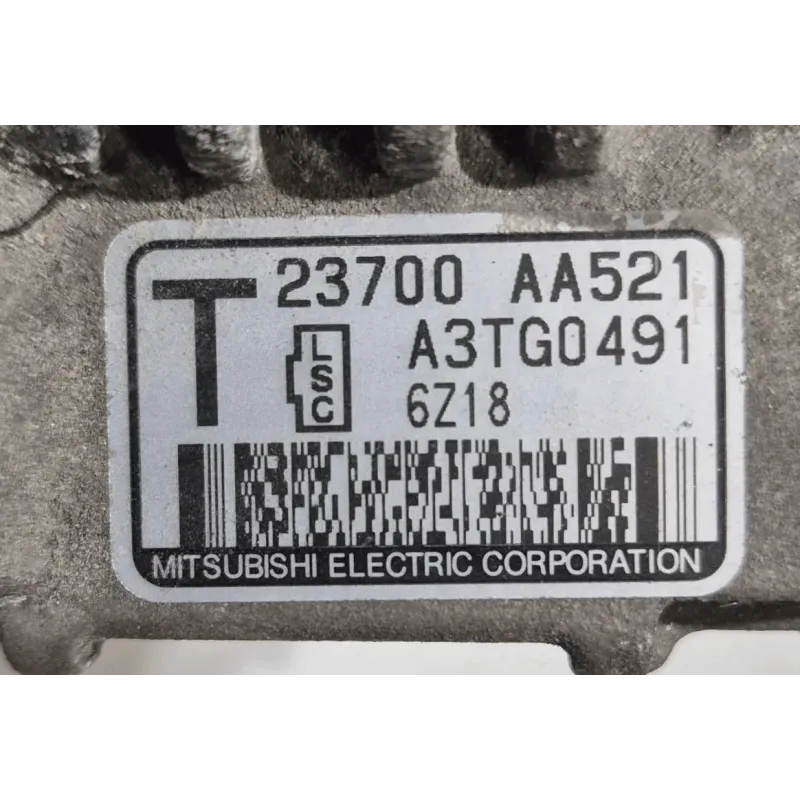 T 23700 AA521
LSC A3TG0491
6Z18
MITSUBISHI ELECTRIC CORPORATION